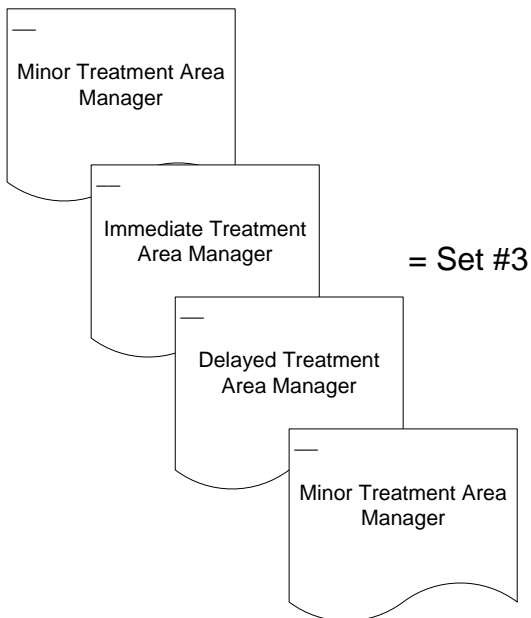 Minor Treatment Area
Manager
Immediate Treatment
Area Manager
= Set #3
Delayed Treatment
Area Manager
Minor Treatment Area
Manager